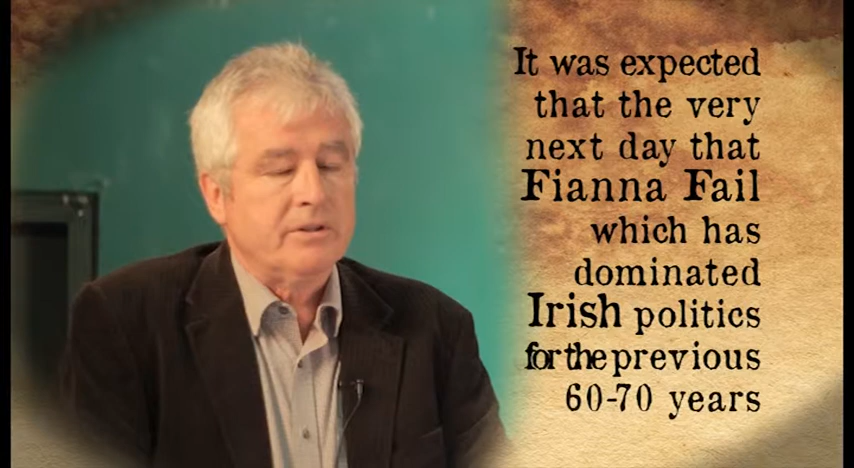 It was expected
that the very
next day that
Fianna Fail
which has
dominated
Irish politics
for the previous
60-70 years